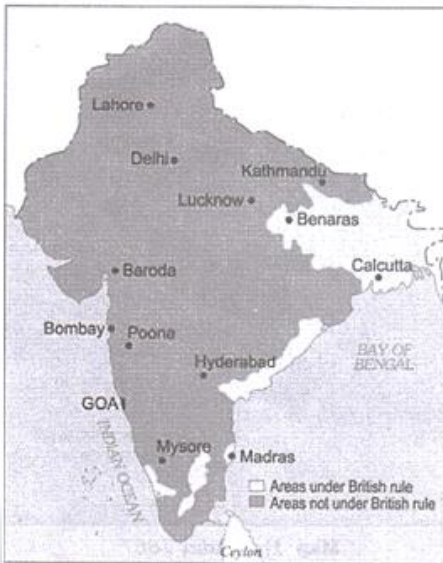 Lahore
Delhi
Kathmandu
Lucknow
Benaras
Calcutta
Baroda
Bombay
Poona
BAY OF
BENGAL
Hyderabad
GOA
INDIAN OCEAN
Mysore
Madras
Areas under British rule
Areas not under British rule
Ceylon